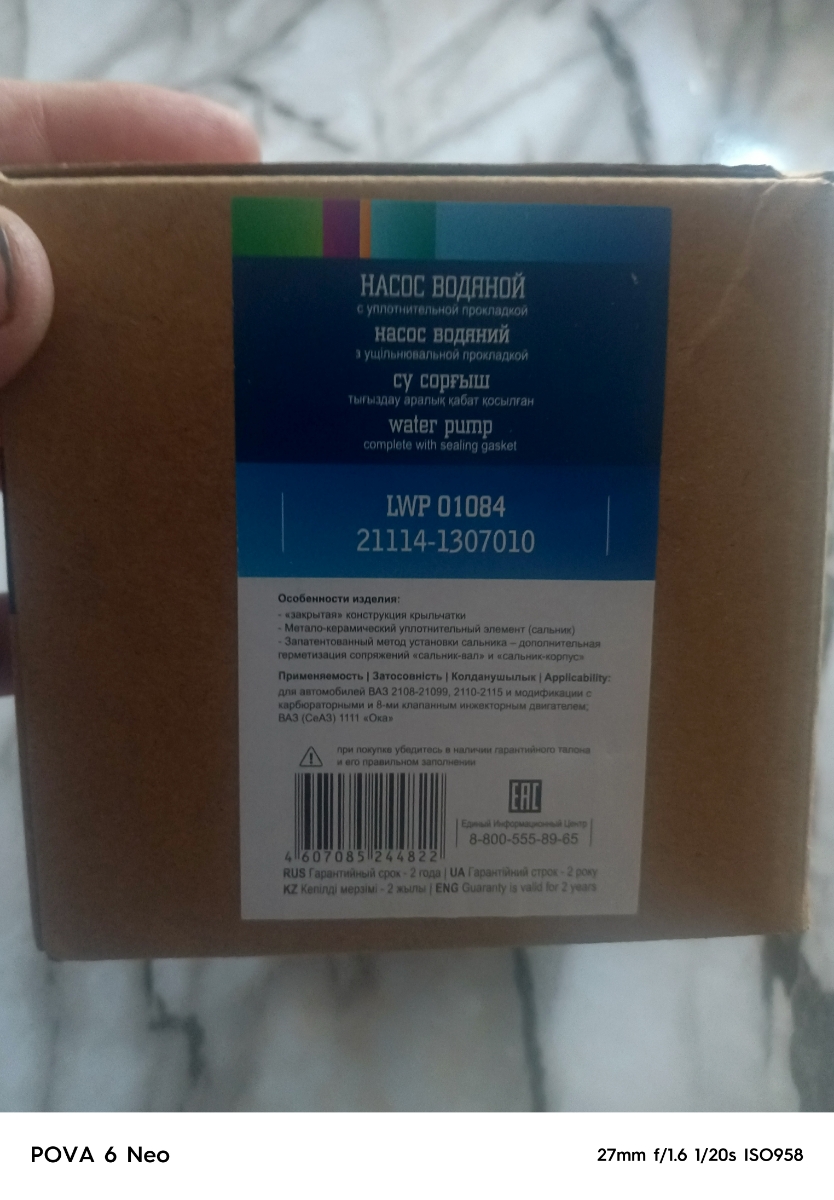 НАСОС ВОДЯНОЙ
с уплотнительной прокладкой
насос водяний
з ущільнювальной прокладкой
су сорғыш
тығыздау аралық қабат қосылған
water pump
complete with sealing gasket
LWP 01084
21114-1307010
Особенности изделия:
- «закрытая» конструкция крыльчатки
- Метало-керамический уплотнительный элемент (сальник)
- Запатентованный метод установки сальника – дополнительная
герметизация сопряжений «сальник-вал» и «сальник-корпус»
Применяемость | Затосовність | Колданушылык | Applicability:
для автомобилей ВАЗ 2108-21099, 2110-2115 и модификации с
карбюраторными и 8-ми клапанным инжекторным двигателем;
ВАЗ (СеАЗ) 1111 «Ока»
при покупке убедитесь в наличии гарантийного талона
и его правильном заполнении
EAC
Единый Информационный Центр
8-800-555-89-65
4 607085 244822
RUS Гарантийный срок - 2 года | UA Гарантійний строк - 2 року
KZ Кепілді мерзімі - 2 жылы | ENG Guaranty is valid for 2 years
POVA 6 Neo
27mm f/1.6 1/20s ISO958